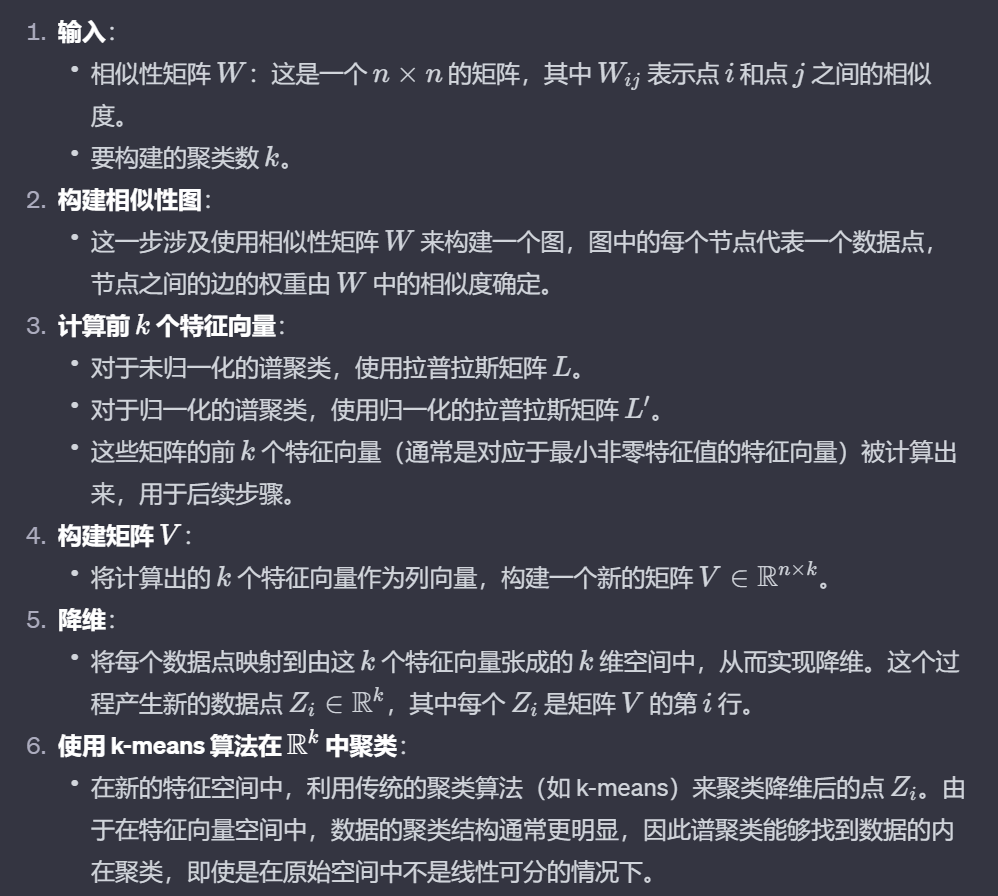 1. 输入：
• 相似性矩阵 W：这是一个 n × n 的矩阵，其中 Wᵢⱼ 表示点 i 和点 j 之间的相似
度。
• 要构建的聚类数 k。
2. 构建相似性图：
• 这一步涉及使用相似性矩阵 W 来构建一个图，图中的每个节点代表一个数据点，
节点之间的边的权重由 W 中的相似度确定。
3. 计算前 k 个特征向量：
• 对于未归一化的谱聚类，使用拉普拉斯矩阵 L。
• 对于归一化的谱聚类，使用归一化的拉普拉斯矩阵 L′。
• 这些矩阵的前 k 个特征向量（通常是对应于最小非零特征值的特征向量）被计算出
来，用于后续步骤。
4. 构建矩阵 V：
• 将计算出的 k 个特征向量作为列向量，构建一个新的矩阵 V ∈ ℝⁿˣᵏ。
5. 降维：
• 将每个数据点映射到由这 k 个特征向量张成的 k 维空间中，从而实现降维。这个过
程产生新的数据点 Zᵢ ∈ ℝᵏ，其中每个 Zᵢ 是矩阵 V 的第 i 行。
6. 使用 k-means 算法在 ℝᵏ 中聚类：
• 在新的特征空间中，利用传统的聚类算法（如 k-means）来聚类降维后的点 Zᵢ。由
于在特征向量空间中，数据的聚类结构通常更明显，因此谱聚类能够找到数据的内
在聚类，即使是在原始空间中不是线性可分的情况下。